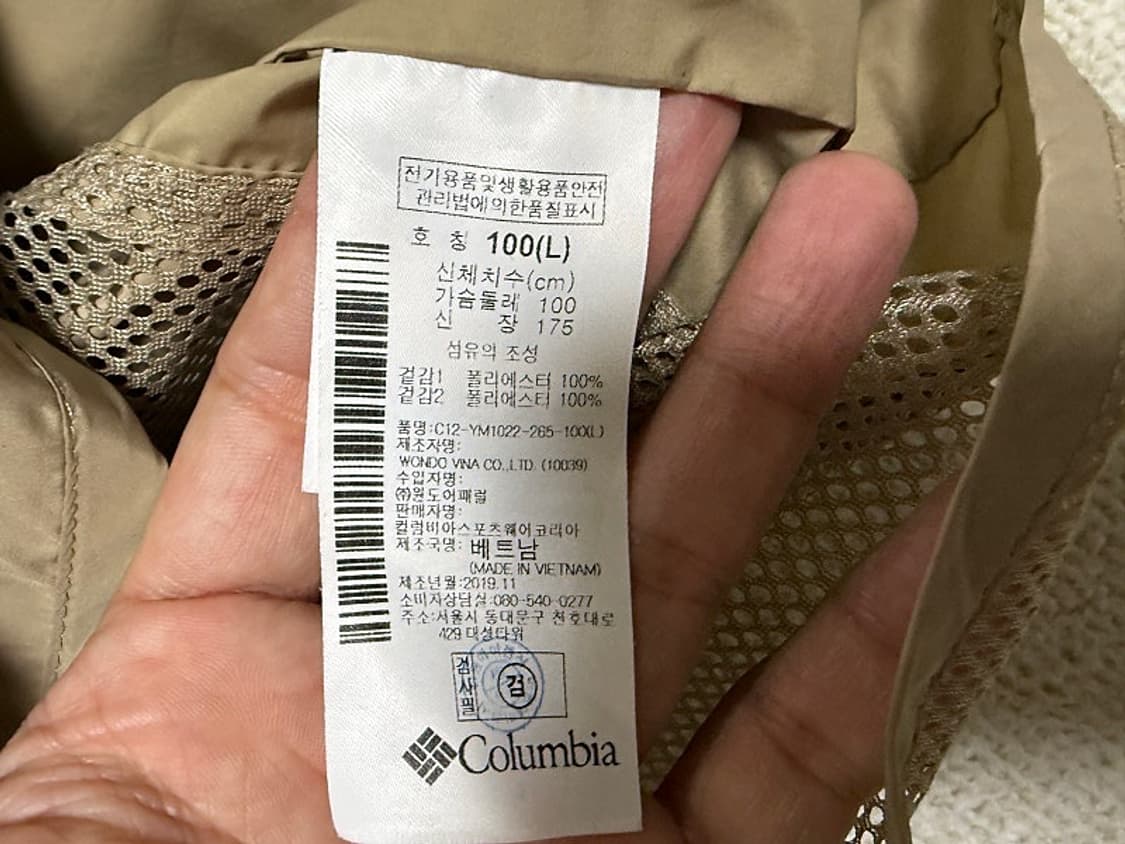 전기용품및생활용품안전
관리법에의한품질표시
호 칭 100(L)
신체치수(cm)
가슴둘레 100
신 장 175
섬유의 조성
겉감1 폴리에스터 100%
겉감2 폴리에스터 100%
품명:C12-YM1022-265-100(L)
제조자명:
WONDO VINA CO.,LTD. (10039)
수입자명:
㈜원도어패럴
판매자명:
컬럼비아스포츠웨어코리아
제조국명: 베트남
(MADE IN VIETNAM)
제조년월:2019.11
소비자상담실:080-540-0277
주소:서울시 동대문구 천호대로
429 대성타워
검사필
검
Columbia